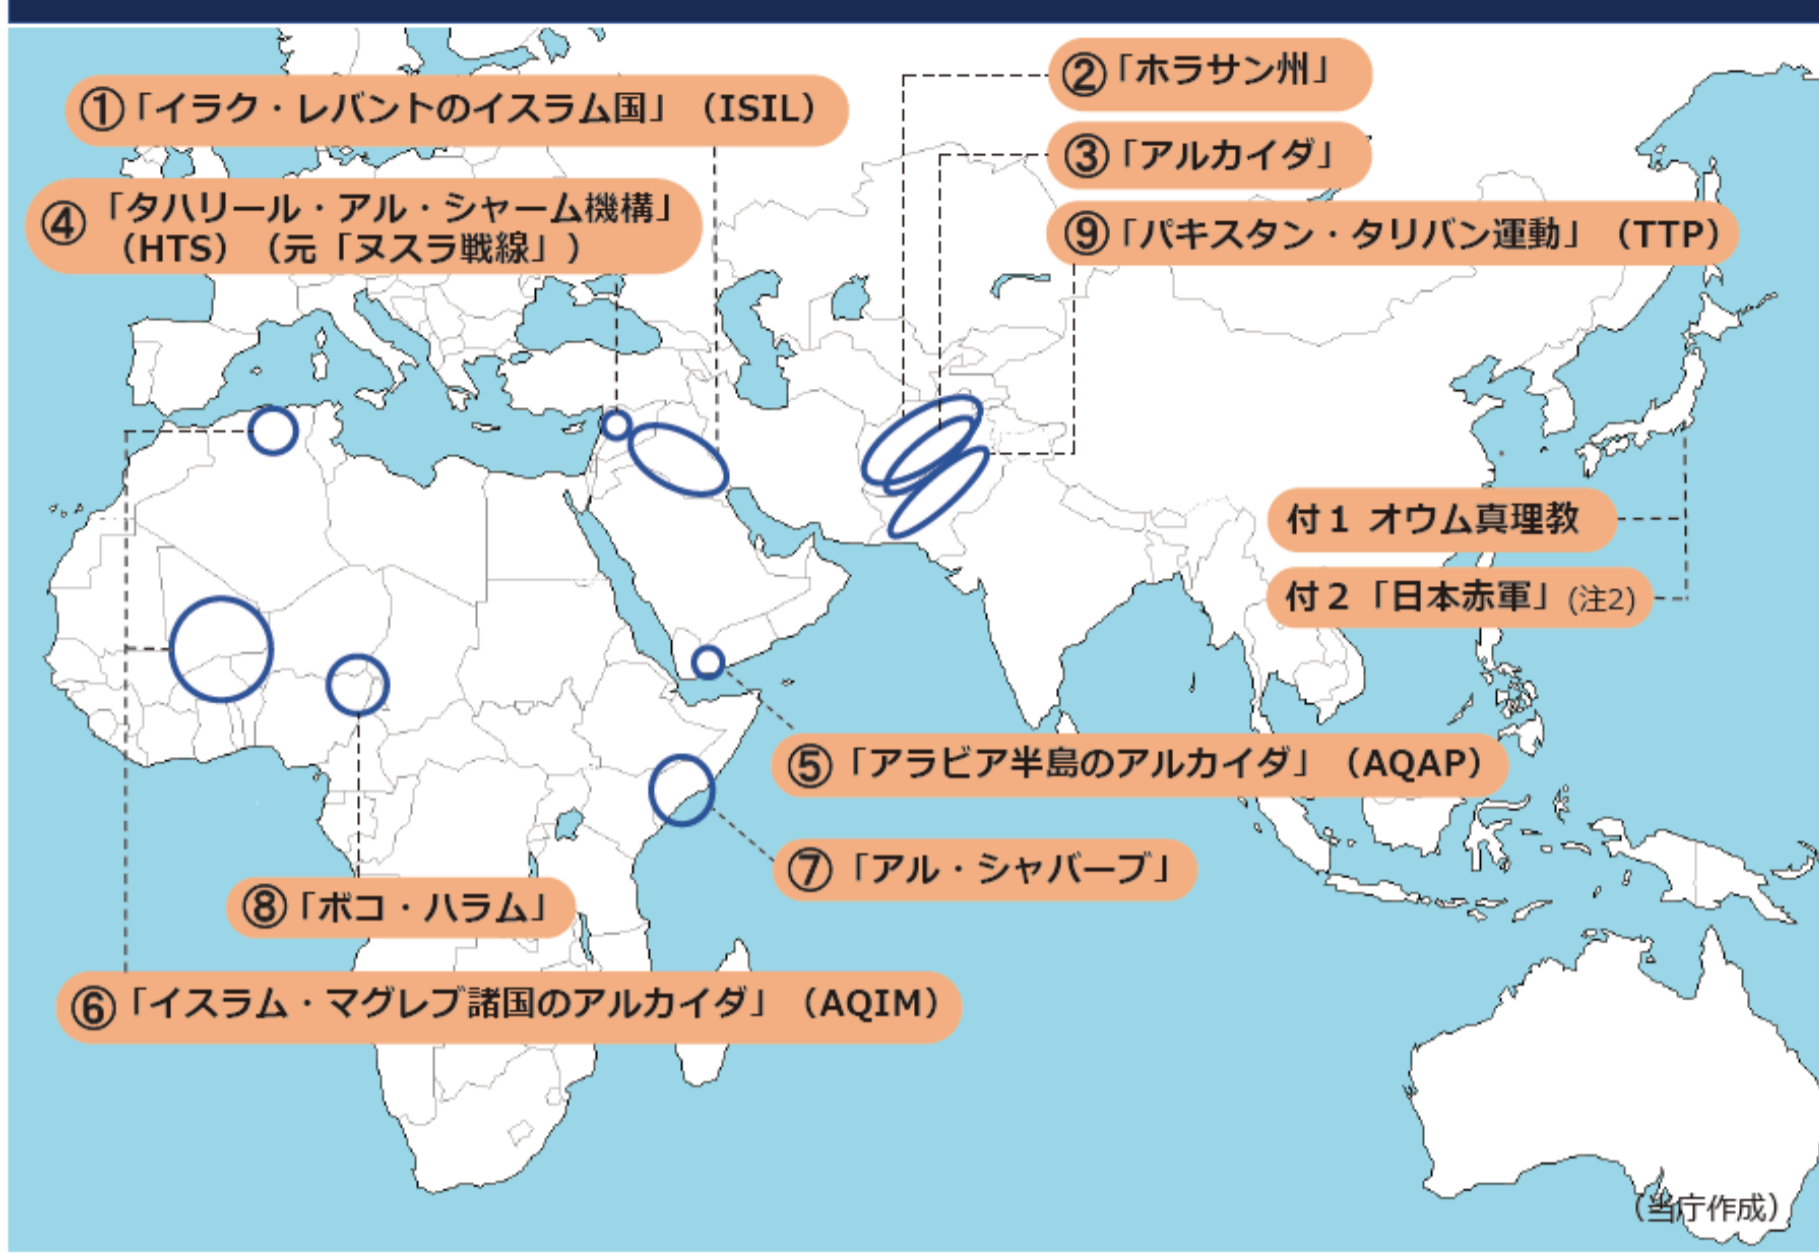 ①「イラク・レバントのイスラム国」（ISIL）
②「ホラサン州」
③「アルカイダ」
④「タハリール・アル・シャーム機構」
（HTS）（元「ヌスラ戦線」）
⑨「パキスタン・タリバン運動」（TTP）
付１ オウム真理教
付２「日本赤軍」(注2)
⑤「アラビア半島のアルカイダ」（AQAP）
⑦「アル・シャバーブ」
⑧「ボコ・ハラム」
⑥「イスラム・マグレブ諸国のアルカイダ」（AQIM）
（当庁作成）